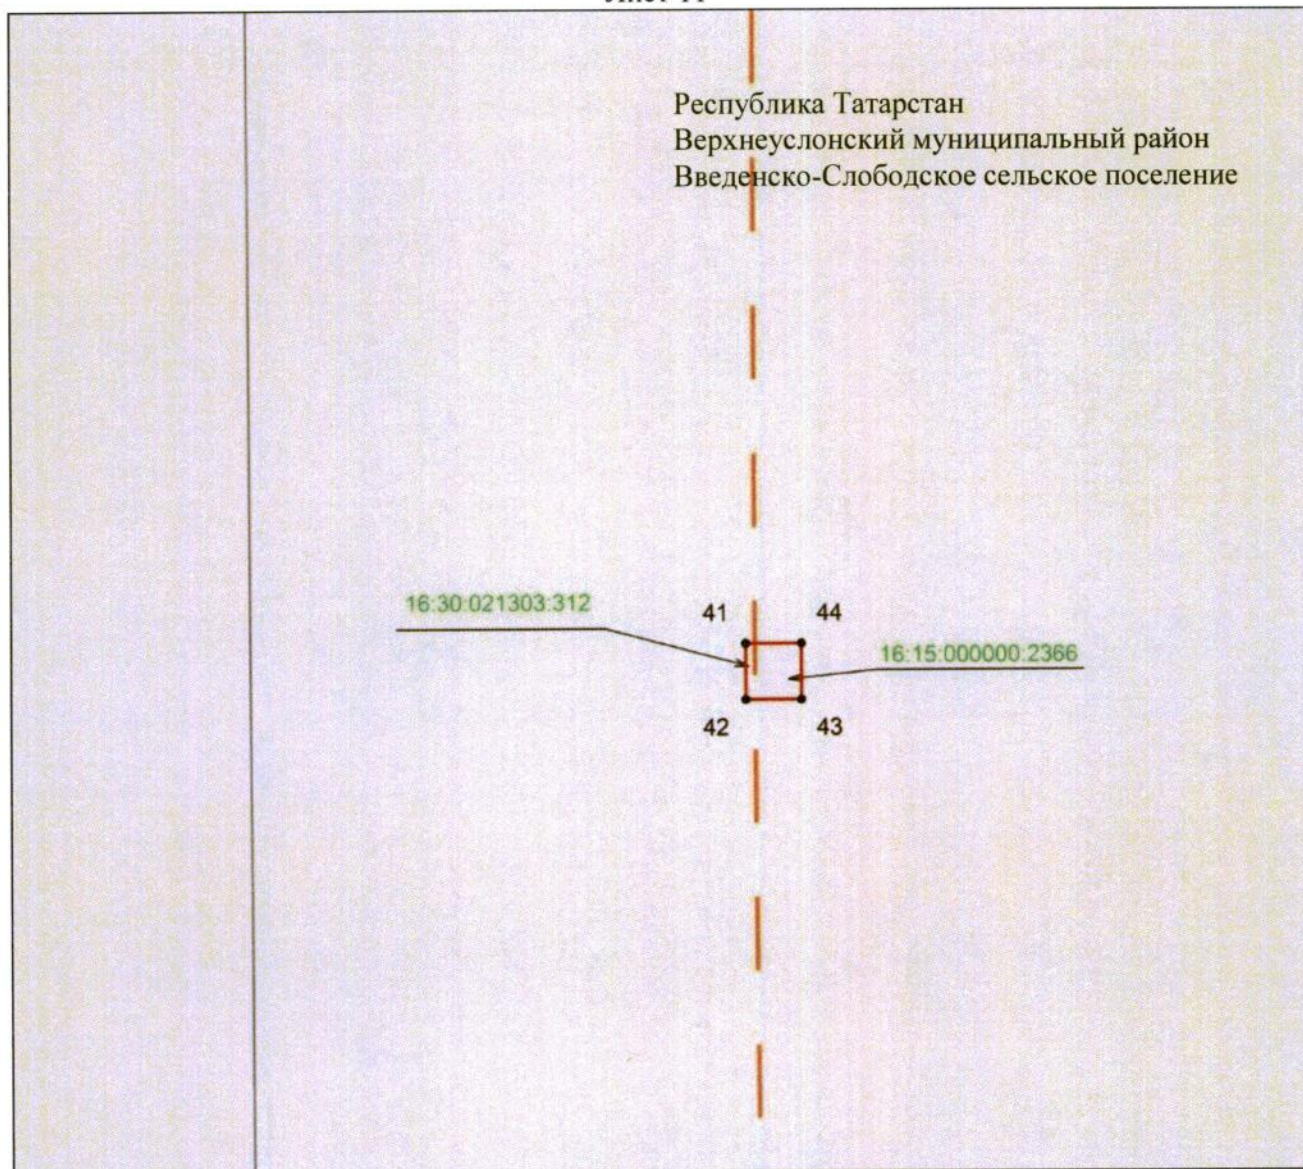 Республика Татарстан
Верхнеуслонский муниципальный район
Введенско-Слободское сельское поселение
16:30:021303:312
41
44
16:15:000000:2366
42
43